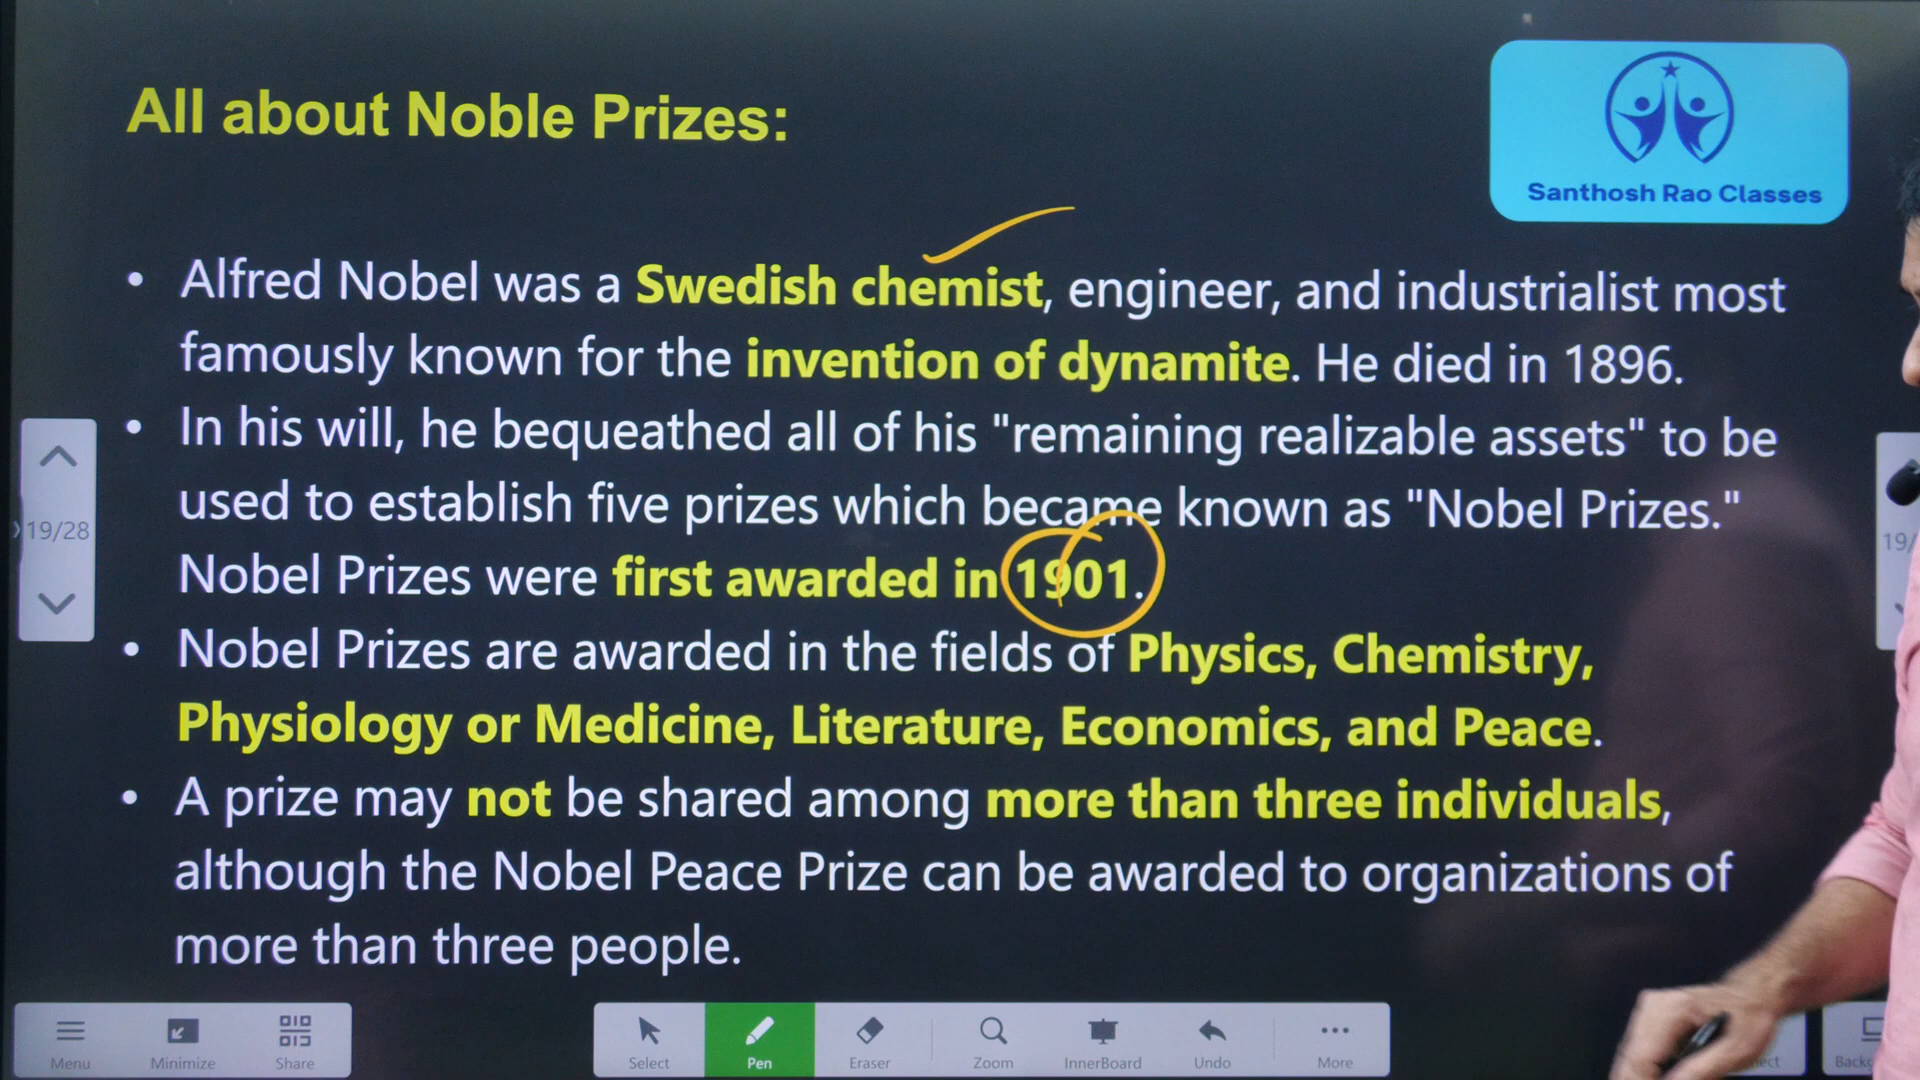 All about Noble Prizes:
Santhosh Rao Classes
• Alfred Nobel was a Swedish chemist, engineer, and industrialist most
famously known for the invention of dynamite. He died in 1896.
• In his will, he bequeathed all of his "remaining realizable assets" to be
used to establish five prizes which became known as "Nobel Prizes."
Nobel Prizes were first awarded in 1901.
• Nobel Prizes are awarded in the fields of Physics, Chemistry,
Physiology or Medicine, Literature, Economics, and Peace.
• A prize may not be shared among more than three individuals,
although the Nobel Peace Prize can be awarded to organizations of
more than three people.
19/28
19/
Menu Minimize Share Select Pen Eraser Zoom InnerBoard Undo More